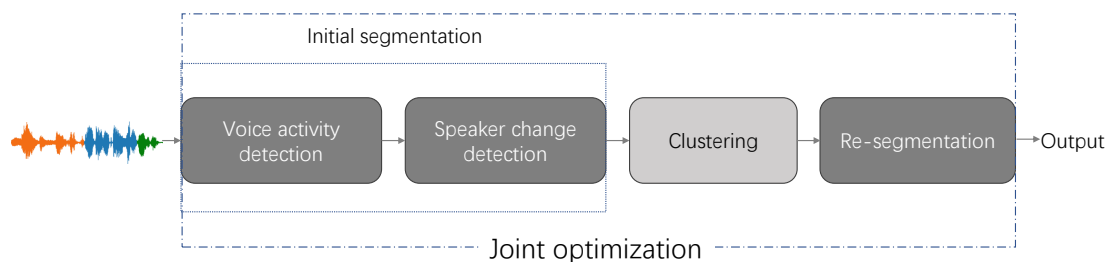 Initial segmentation
Voice activity
detection
Speaker change
detection
Clustering
Re-segmentation
Output
Joint optimization